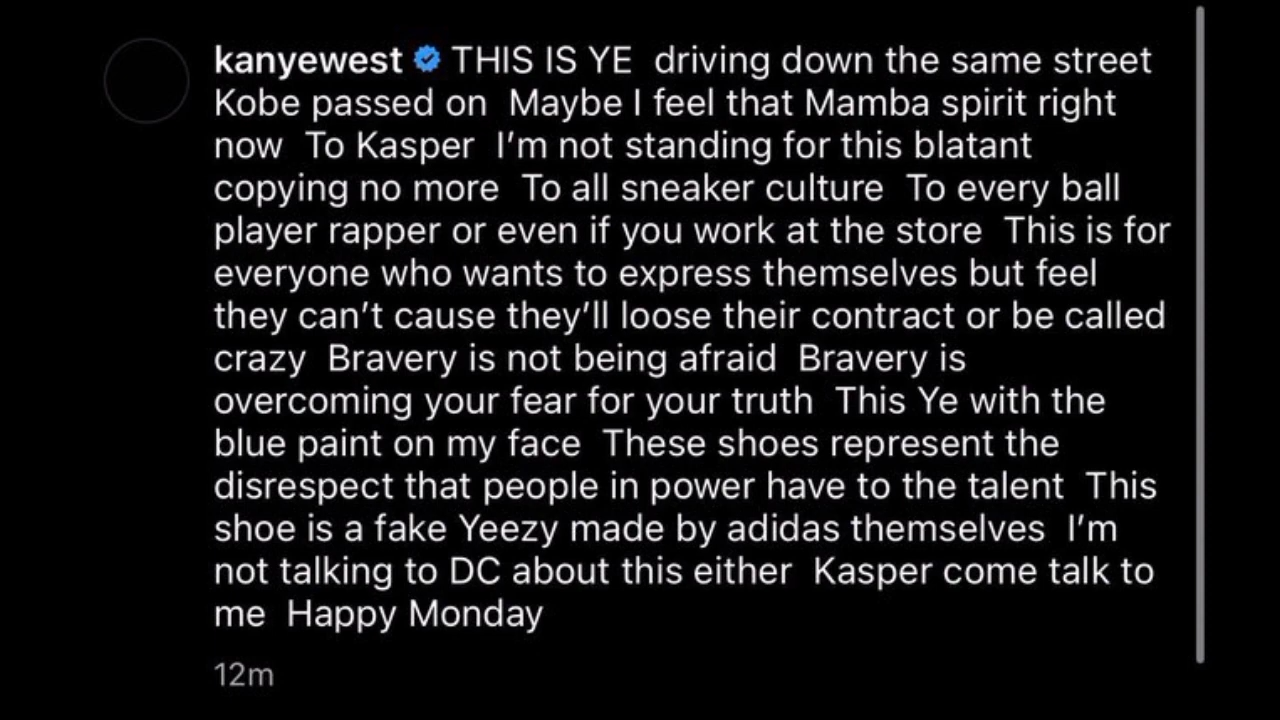 kanyewest THIS IS YE  driving down the same street
Kobe passed on  Maybe I feel that Mamba spirit right
now  To Kasper  I’m not standing for this blatant
copying no more  To all sneaker culture  To every ball
player rapper or even if you work at the store  This is for
everyone who wants to express themselves but feel
they can’t cause they’ll loose their contract or be called
crazy  Bravery is not being afraid  Bravery is
overcoming your fear for your truth  This Ye with the
blue paint on my face  These shoes represent the
disrespect that people in power have to the talent  This
shoe is a fake Yeezy made by adidas themselves  I’m
not talking to DC about this either  Kasper come talk to
me  Happy Monday
12m